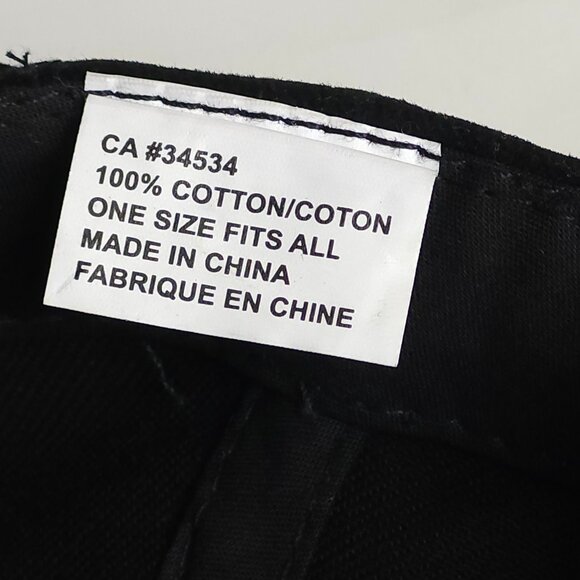 CA #34534
100% COTTON/COTON
ONE SIZE FITS ALL
MADE IN CHINA
FABRIQUE EN CHINE